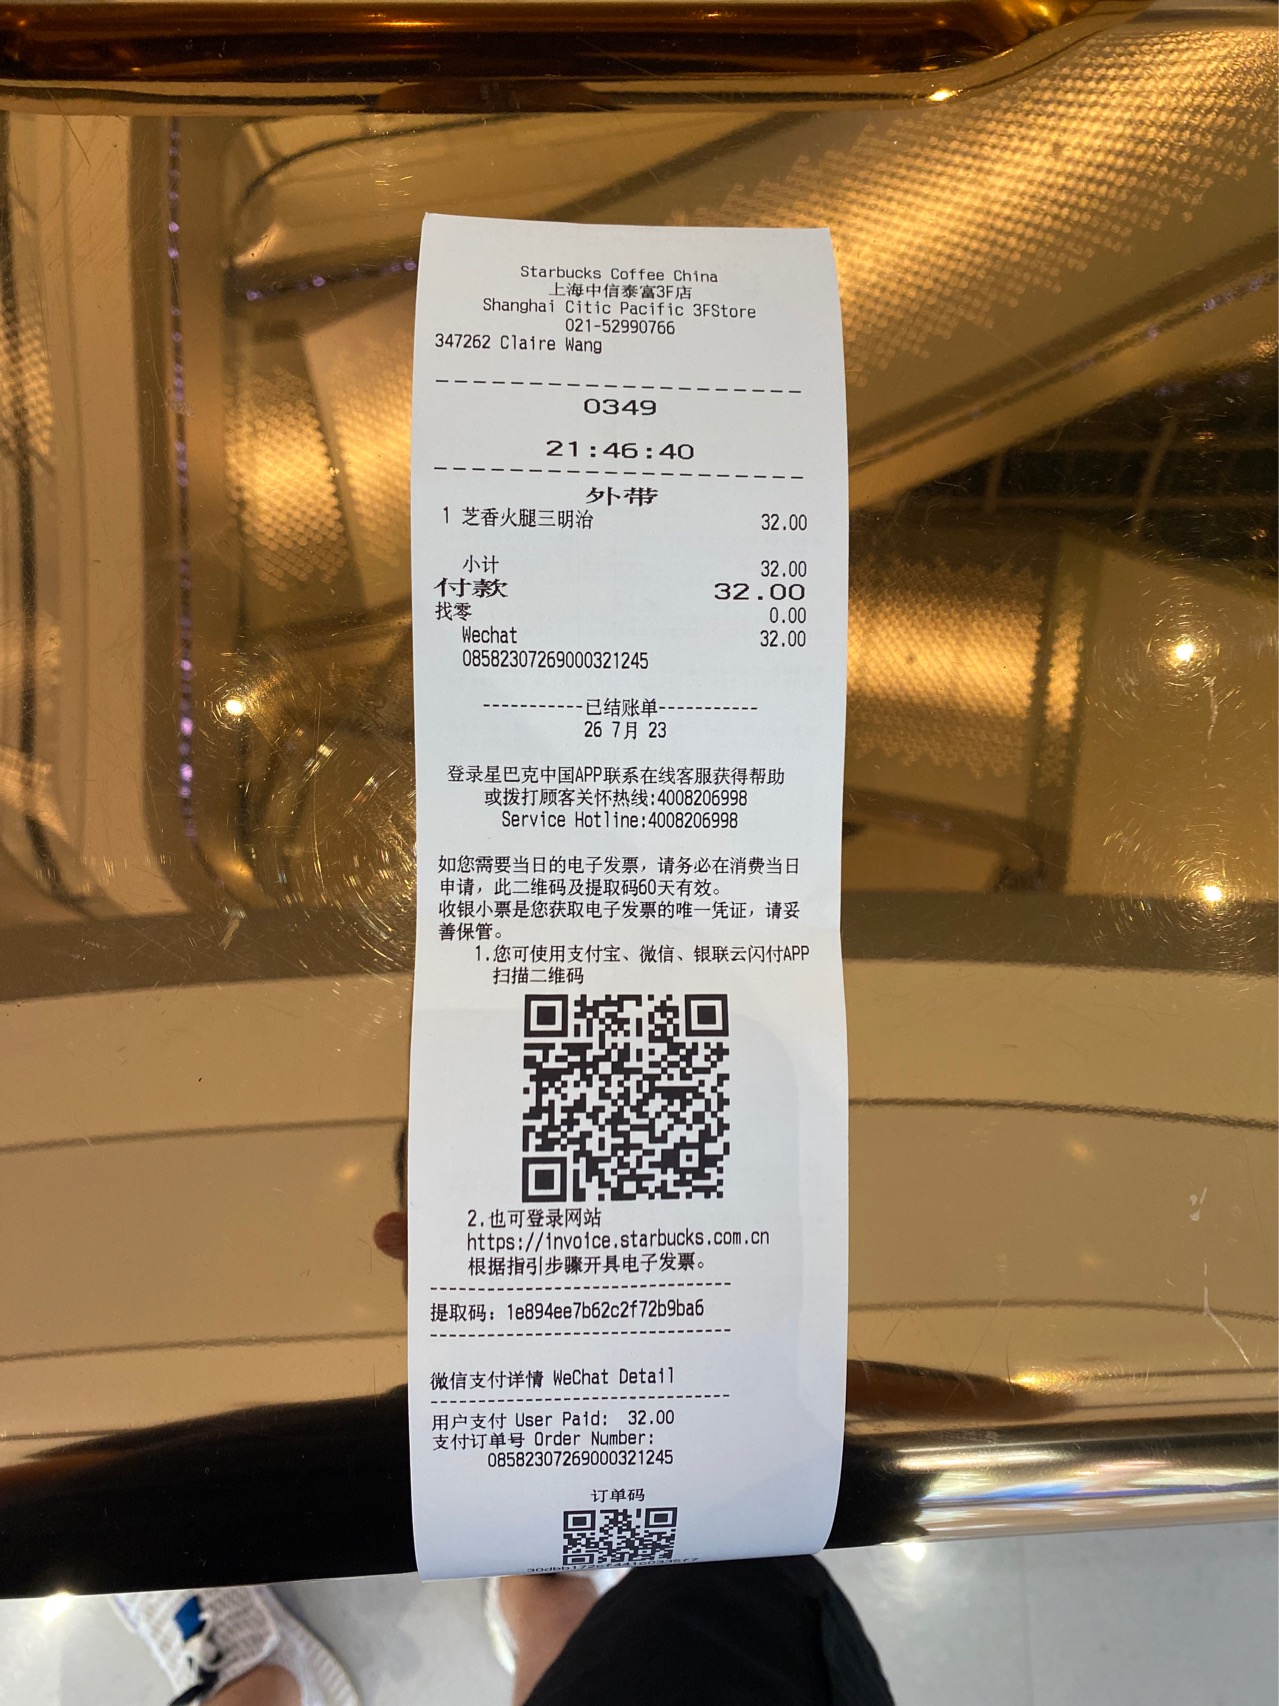 Starbucks Coffee China
上海中信泰富3F店
Shanghai Citic Pacific 3FStore
021-52990766
347262 Claire Wang
0349
21:46:40
外带
1 芝香火腿三明治 32.00
小计 32.00
付款 32.00
找零 0.00
Wechat 32.00
08582307269000321245
-----------已结账单-----------
26 7月 23
登录星巴克中国APP联系在线客服获得帮助
或拨打顾客关怀热线:4008206998
Service Hotline:4008206998
如您需要当日的电子发票，请务必在消费当日
申请，此二维码及提取码60天有效。
收银小票是您获取电子发票的唯一凭证，请妥
善保管。
1.您可使用支付宝、微信、银联云闪付APP
扫描二维码
2.也可登录网站
https://invoice.starbucks.com.cn
根据指引步骤开具电子发票。
提取码：1e894ee7b62c2f72b9ba6
微信支付详情 WeChat Detail
用户支付 User Paid: 32.00
支付订单号 Order Number:
08582307269000321245
订单码